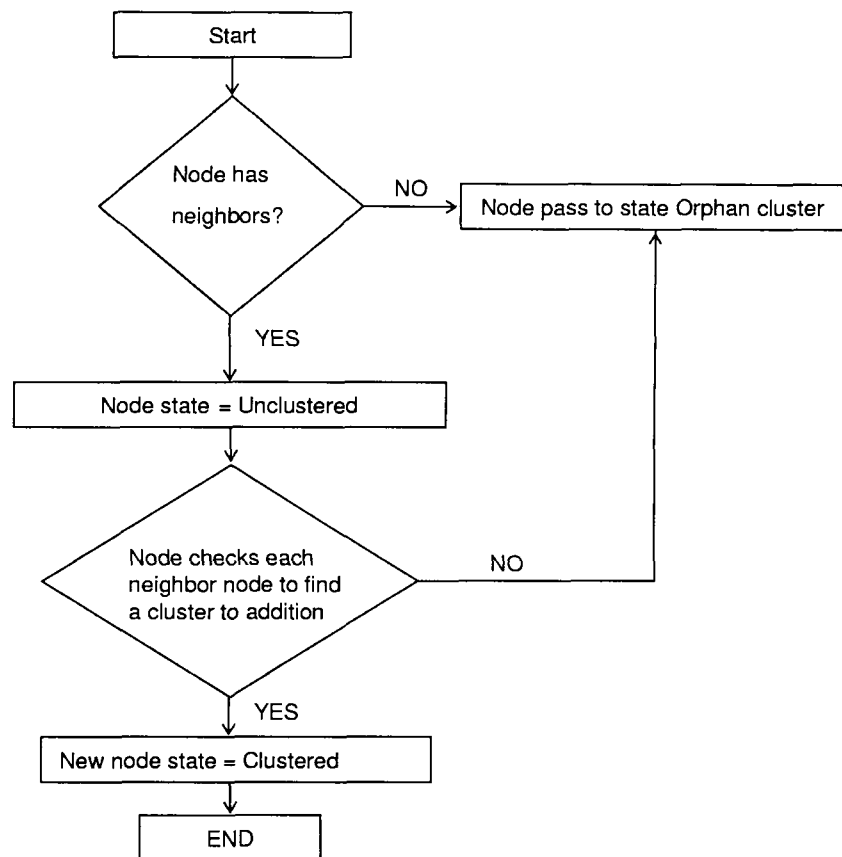 Start
Node has
neighbors?
NO
Node pass to state Orphan cluster
YES
Node state = Unclustered
Node checks each
neighbor node to find
a cluster to addition
NO
YES
New node state = Clustered
END